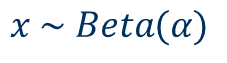 x ~ Beta(α)